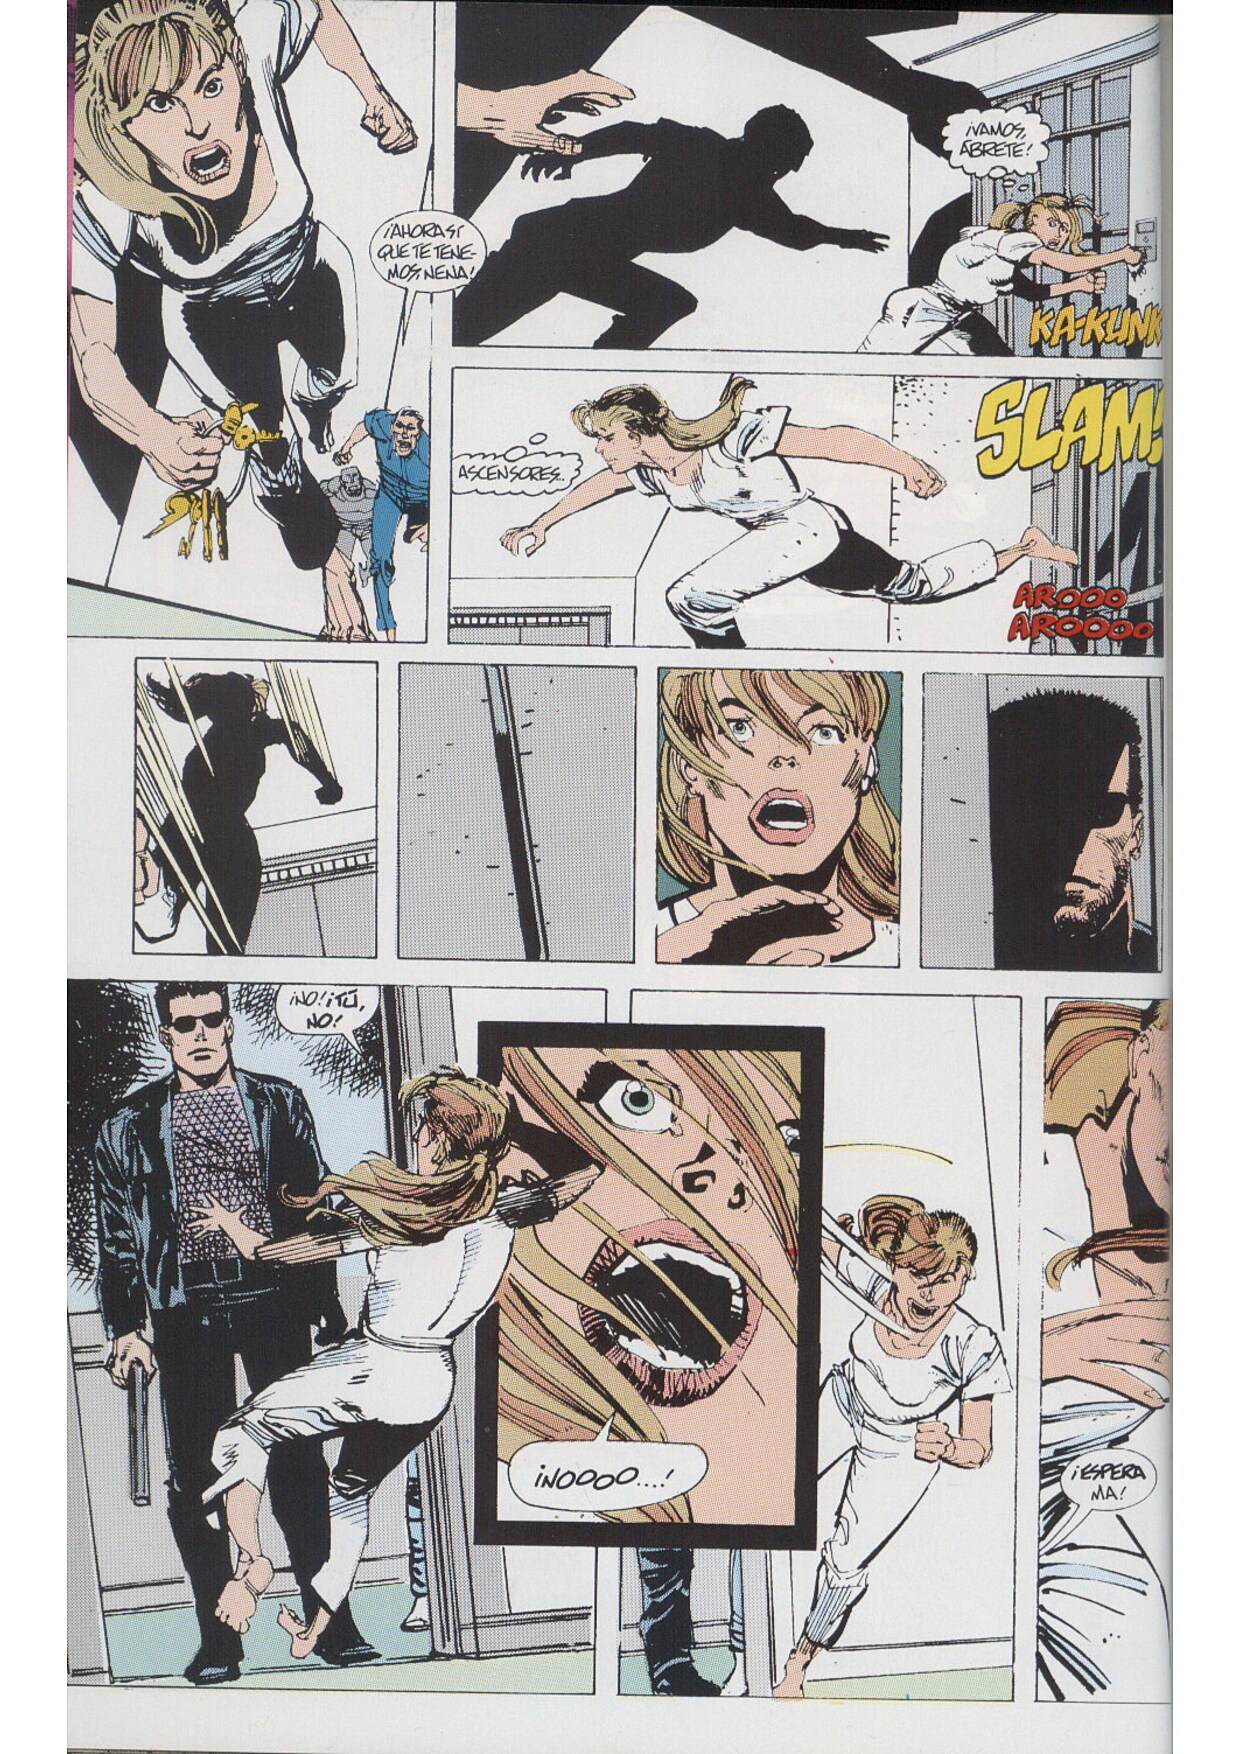 ¡AHORA SÍ
QUE TE TENE-
MOS NENA!
¡VAMOS,
ÁBRETE!
KA-KUNK
ASCENSORES...
SLAM!
AROOO
AROOOO
¡NO! ¡TÚ,
NO!
¡NOOOO...!
¡ESPERA
MA!